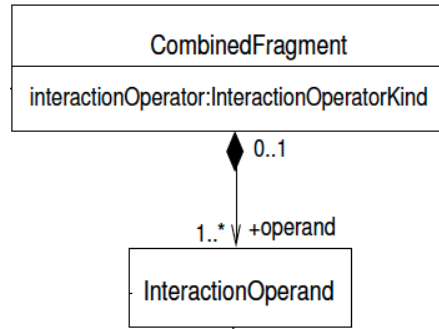 CombinedFragment
interactionOperator:InteractionOperatorKind
0..1
1..* +operand
InteractionOperand